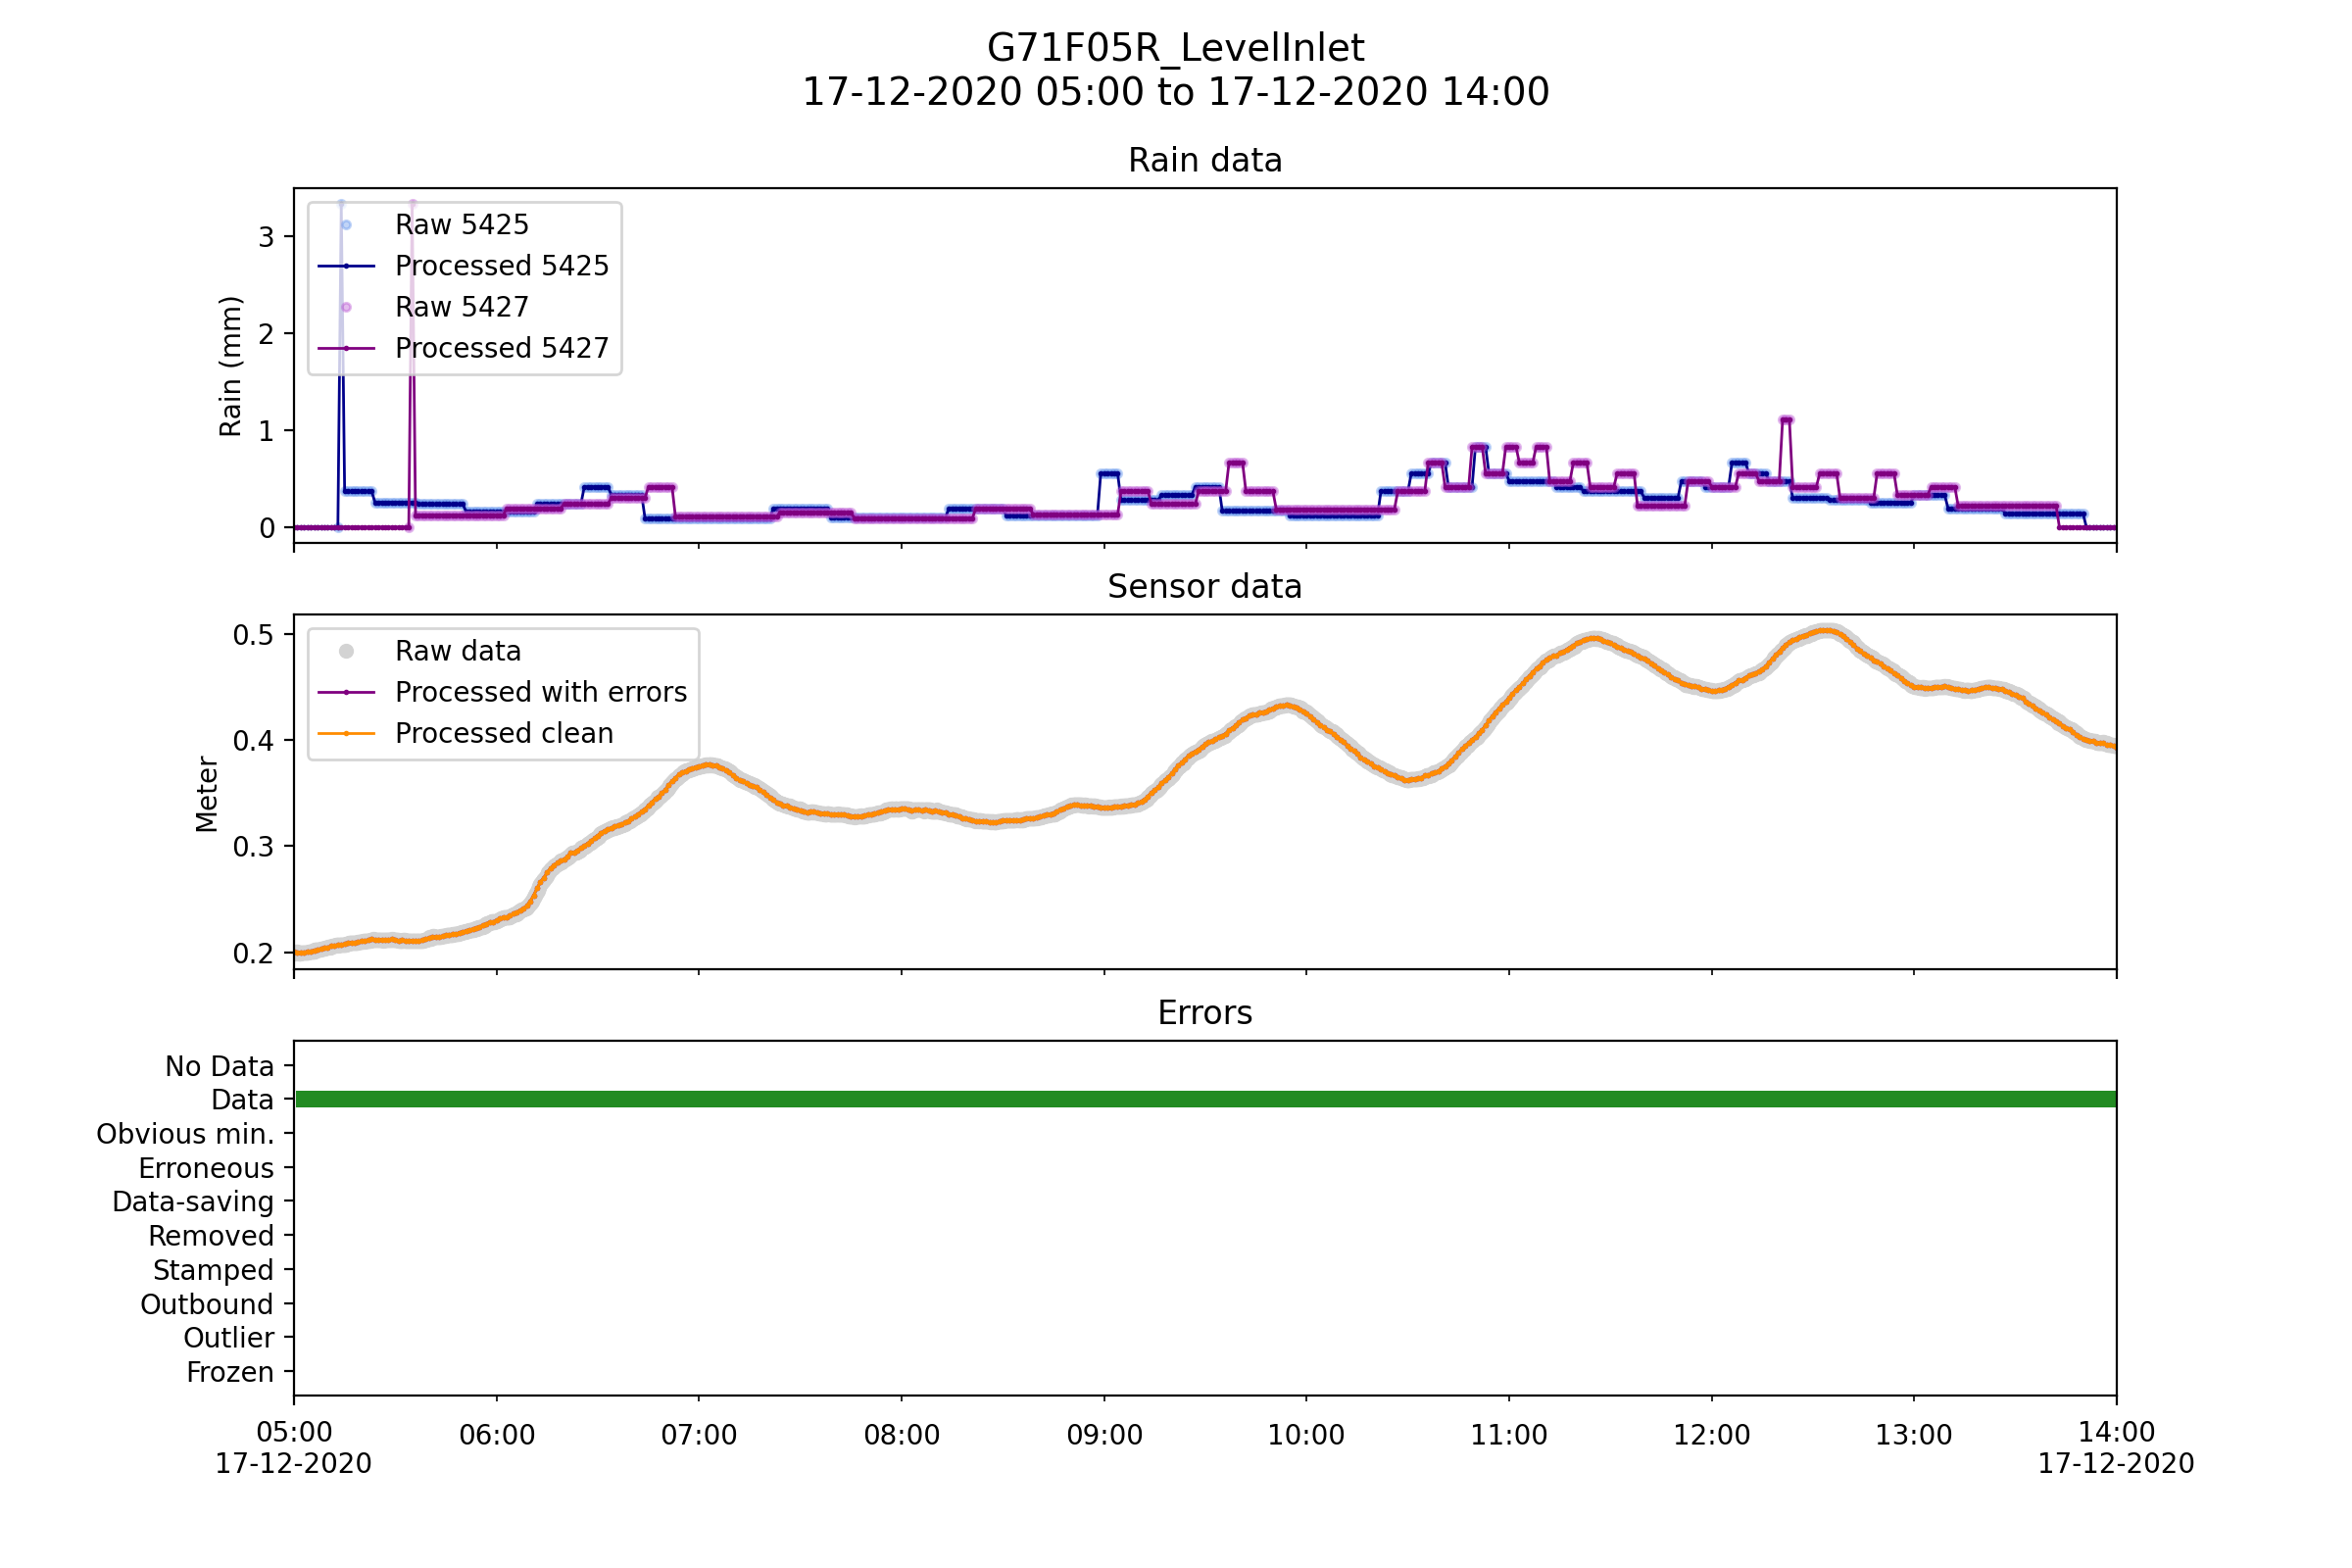 G71F05R_LevelInlet
17-12-2020 05:00 to 17-12-2020 14:00
Rain data
Rain (mm)
3
2
1
0
Raw 5425
Processed 5425
Raw 5427
Processed 5427
Sensor data
Meter
0.5
0.4
0.3
0.2
Raw data
Processed with errors
Processed clean
Errors
No Data
Data
Obvious min.
Erroneous
Data-saving
Removed
Stamped
Outbound
Outlier
Frozen
05:00 06:00 07:00 08:00 09:00 10:00 11:00 12:00 13:00 14:00
17-12-2020 17-12-2020